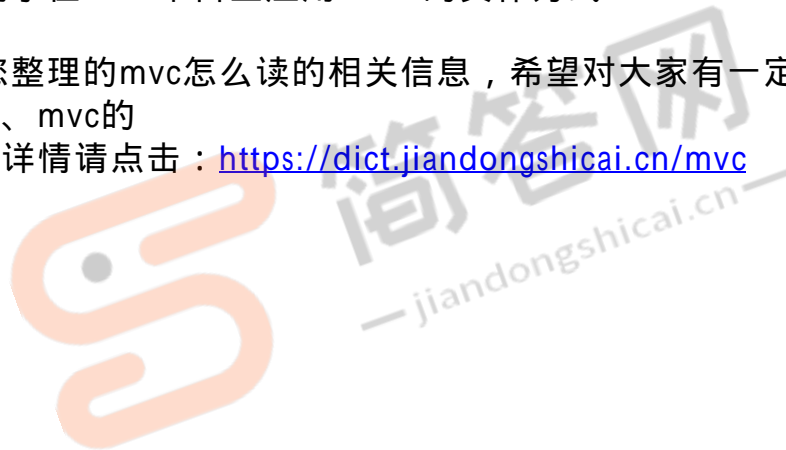 您整理的mvc怎么读的相关信息，希望对大家有一定
、mvc的
详情请点击：https://dict.jiandongshicai.cn/mvc
简答网
jiandongshicai.cn